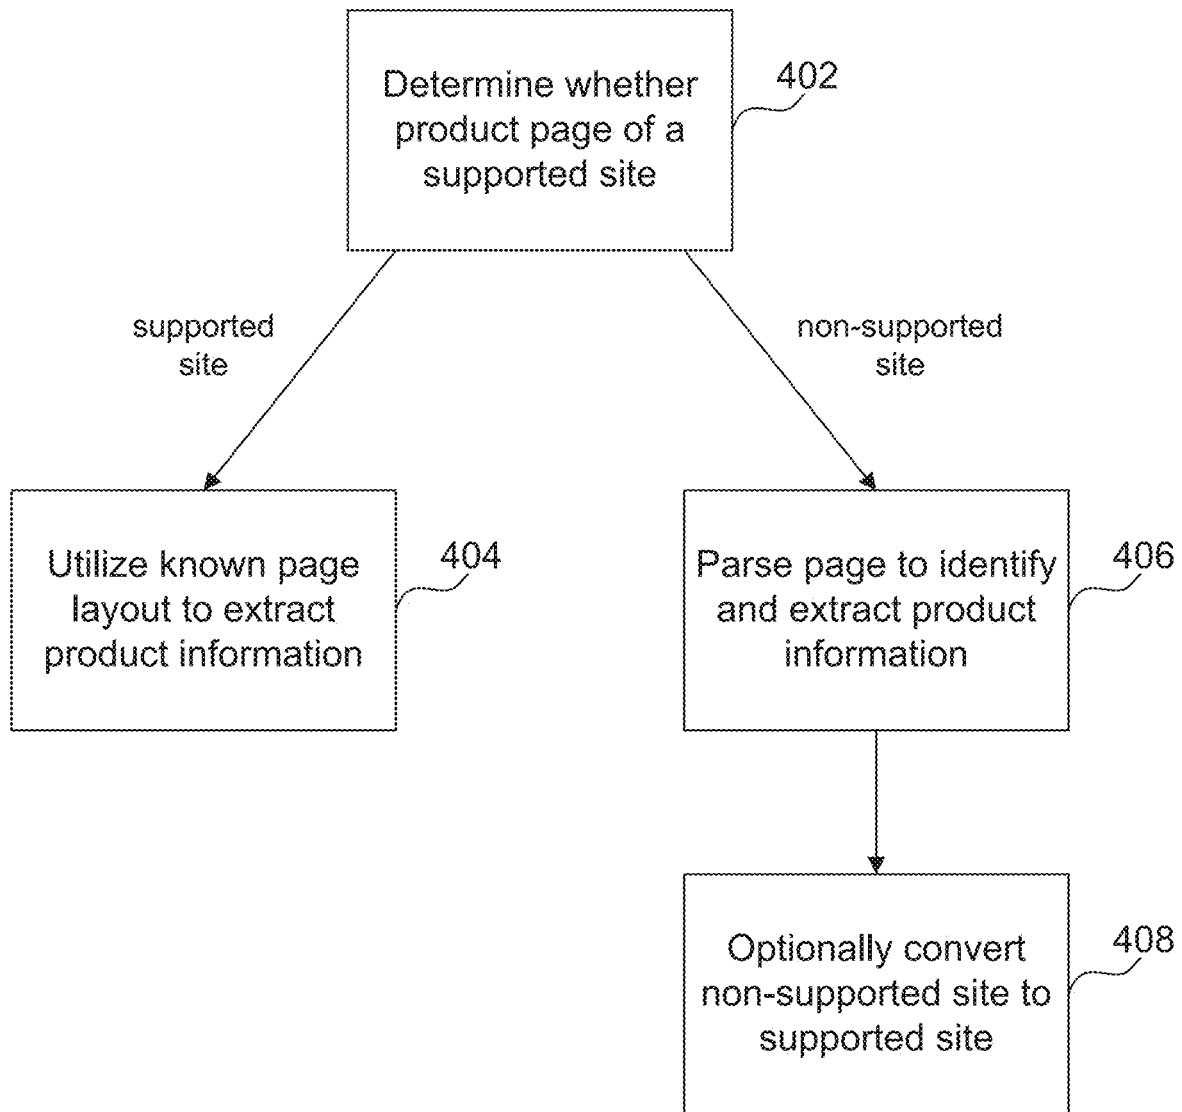 Determine whether
product page of a
supported site
402
supported
site
non-supported
site
Utilize known page
layout to extract
product information
404
Parse page to identify
and extract product
information
406
Optionally convert
non-supported site to
supported site
408